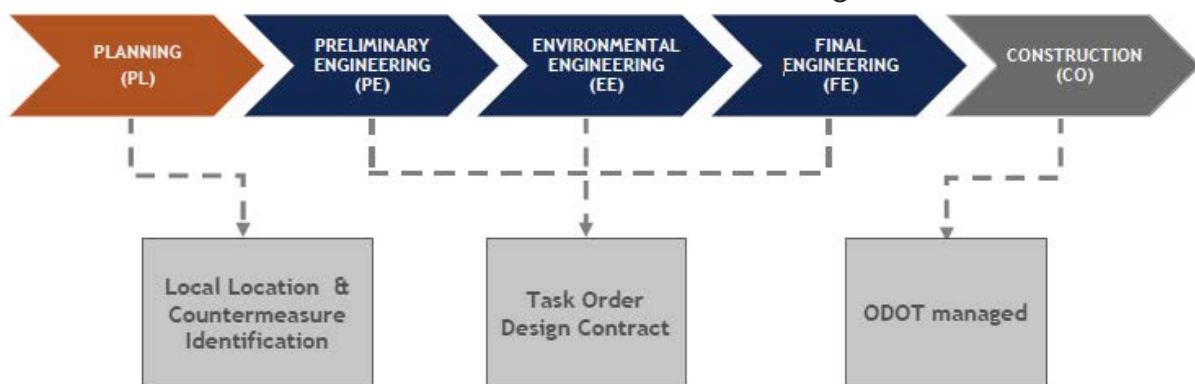 PLANNING
(PL)
PRELIMINARY
ENGINEERING
(PE)
ENVIRONMENTAL
ENGINEERING
(EE)
FINAL
ENGINEERING
(FE)
CONSTRUCTION
(CO)
Local Location &
Countermeasure
Identification
Task Order
Design Contract
ODOT managed